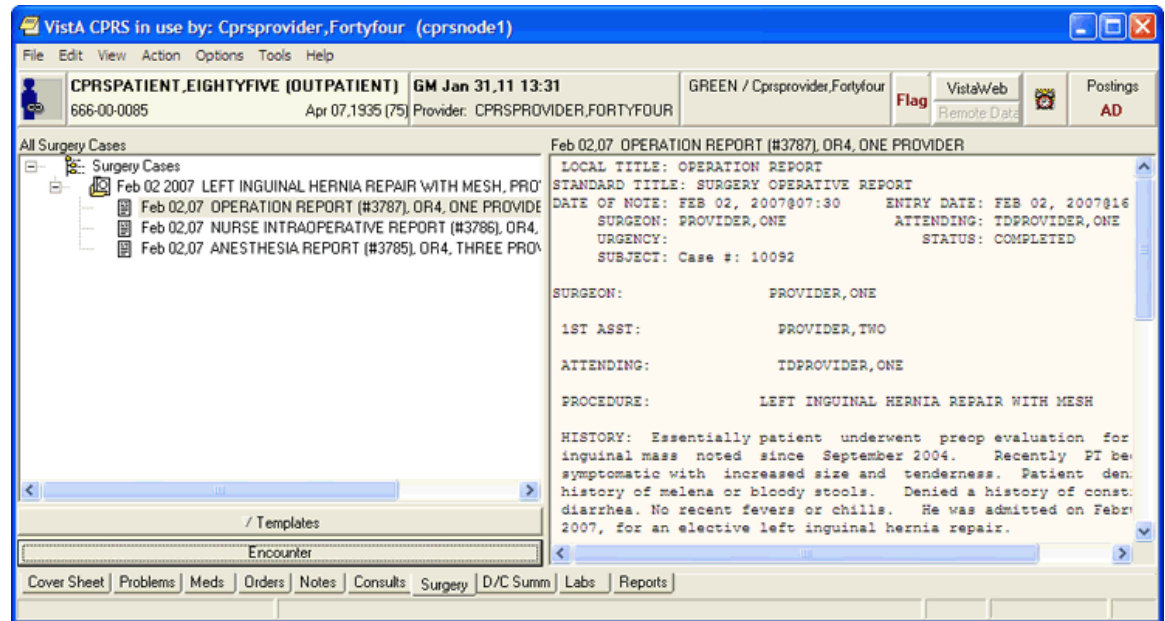 VistA CPRS in use by: Cprsprovider,Fortyfour (cprsnode1)
File Edit View Action Options Tools Help
CPRSPATIENT,EIGHTYFIVE (OUTPATIENT)
666-00-0085 Apr 07,1935 (75)
GM Jan 31,11 13:31
Provider: CPRSPROVIDER,FORTYFOUR
GREEN / Cprsprovider,Fortyfour
Flag
VistaWeb
Remote Data
Postings
AD
All Surgery Cases
Surgery Cases
Feb 02 2007 LEFT INGUINAL HERNIA REPAIR WITH MESH, PRO
Feb 02,07 OPERATION REPORT (#3787), OR4, ONE PROVIDE
Feb 02,07 NURSE INTRAOPERATIVE REPORT (#3786), OR4,
Feb 02,07 ANESTHESIA REPORT (#3785), OR4, THREE PRO
/ Templates
Encounter
Feb 02,07 OPERATION REPORT (#3787), OR4, ONE PROVIDER
LOCAL TITLE: OPERATION REPORT
STANDARD TITLE: SURGERY OPERATIVE REPORT
DATE OF NOTE: FEB 02, 2007@07:30 ENTRY DATE: FEB 02, 2007@16
SURGEON: PROVIDER,ONE ATTENDING: TDPROVIDER,ONE
URGENCY: STATUS: COMPLETED
SUBJECT: Case #: 10092
SURGEON: PROVIDER,ONE
1ST ASST: PROVIDER,TWO
ATTENDING: TDPROVIDER,ONE
PROCEDURE: LEFT INGUINAL HERNIA REPAIR WITH MESH
HISTORY: Essentially patient underwent preop evaluation for
inguinal mass noted since September 2004. Recently PT be
symptomatic with increased size and tenderness. Patient den
history of melena or bloody stools. Denied a history of const
diarrhea. No recent fevers or chills. He was admitted on Febr
2007, for an elective left inguinal hernia repair.
Cover Sheet Problems Meds Orders Notes Consults Surgery D/C Summ Labs Reports